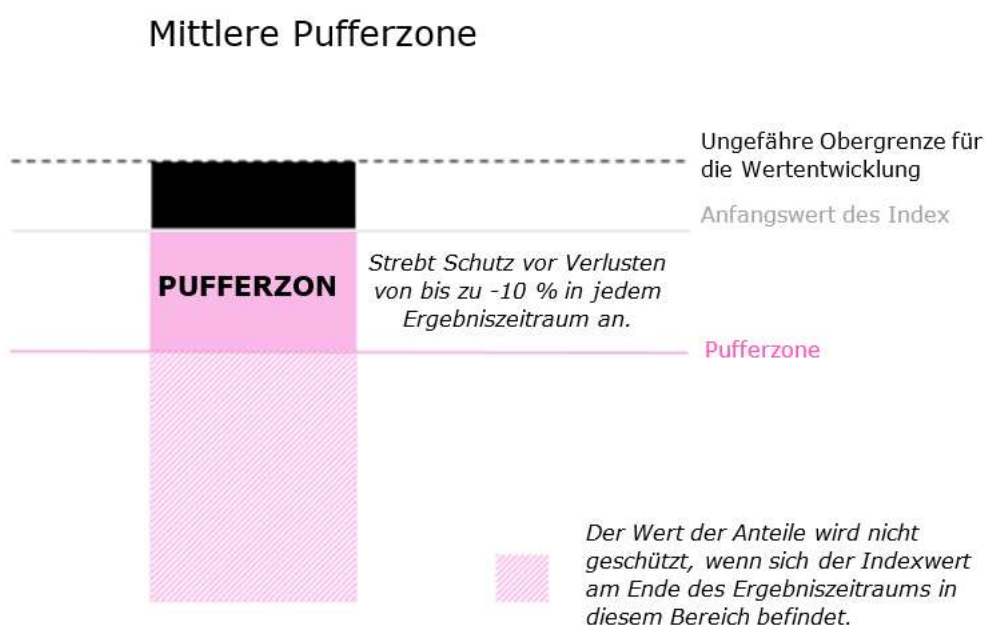 Mittlere Pufferzone
Ungefähre Obergrenze für
die Wertentwicklung
Anfangswert des Index
PUFFERZON
Strebt Schutz vor Verlusten
von bis zu -10 % in jedem
Ergebniszeitraum an.
Pufferzone
Der Wert der Anteile wird nicht
geschützt, wenn sich der Indexwert
am Ende des Ergebniszeitraums in
diesem Bereich befindet.